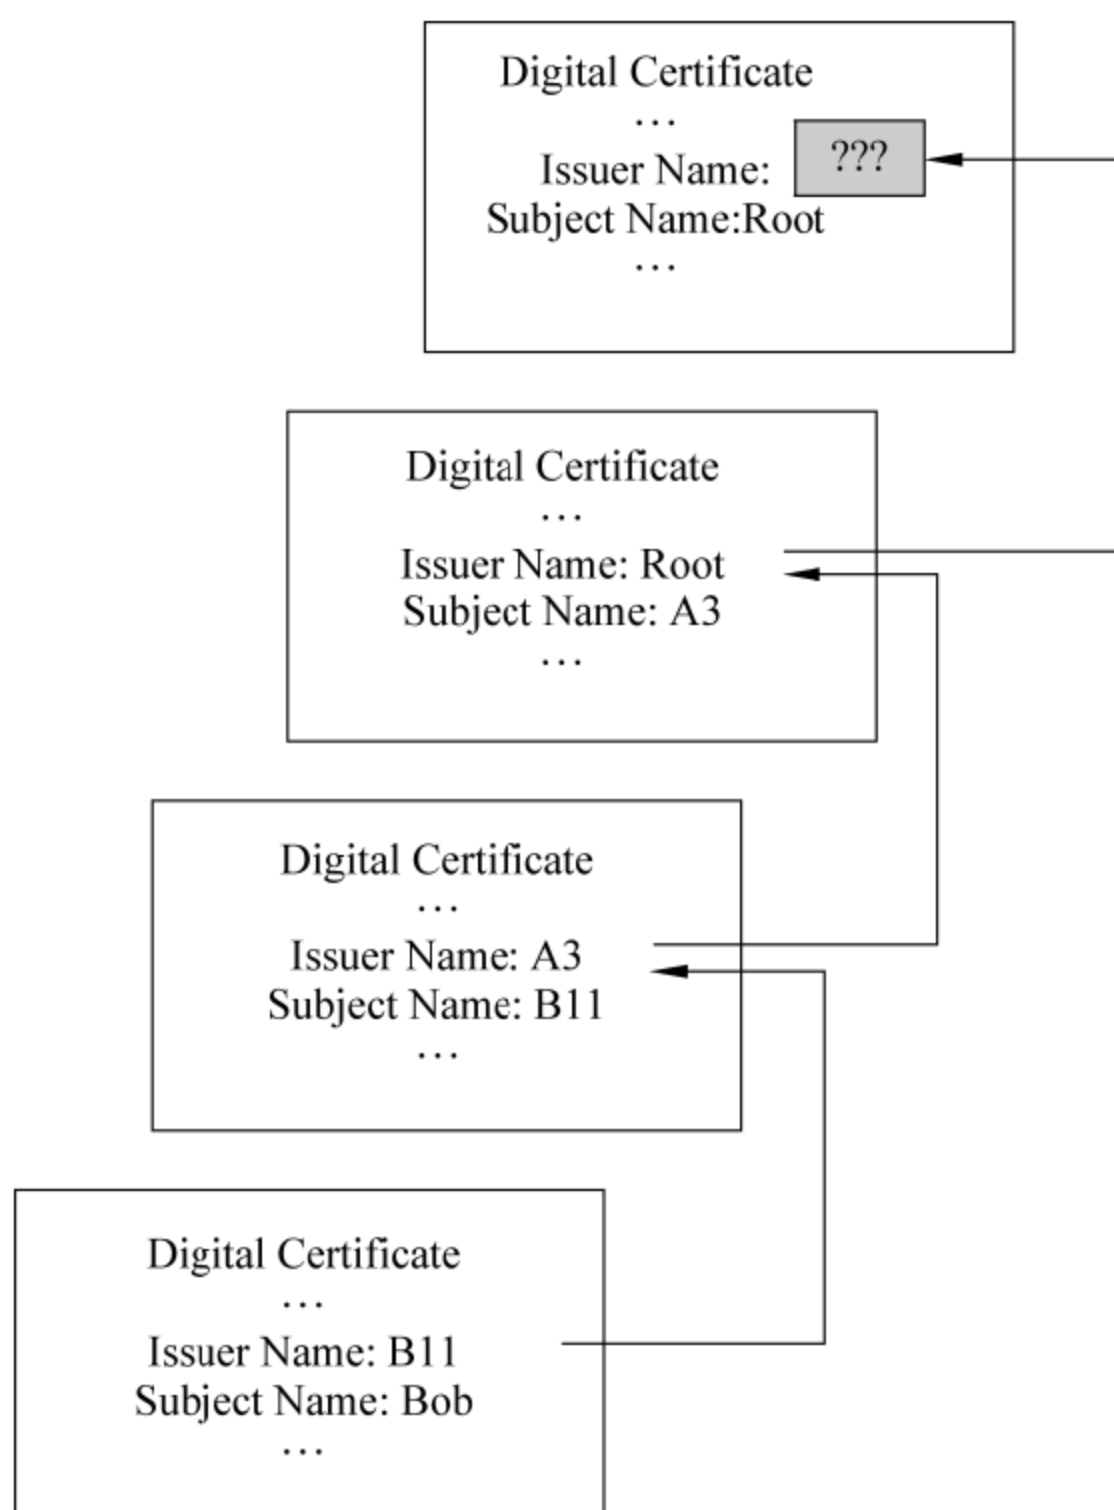 Digital Certificate
...
Issuer Name: ???
Subject Name:Root
...
Digital Certificate
...
Issuer Name: Root
Subject Name: A3
...
Digital Certificate
...
Issuer Name: A3
Subject Name: B11
...
Digital Certificate
...
Issuer Name: B11
Subject Name: Bob
...